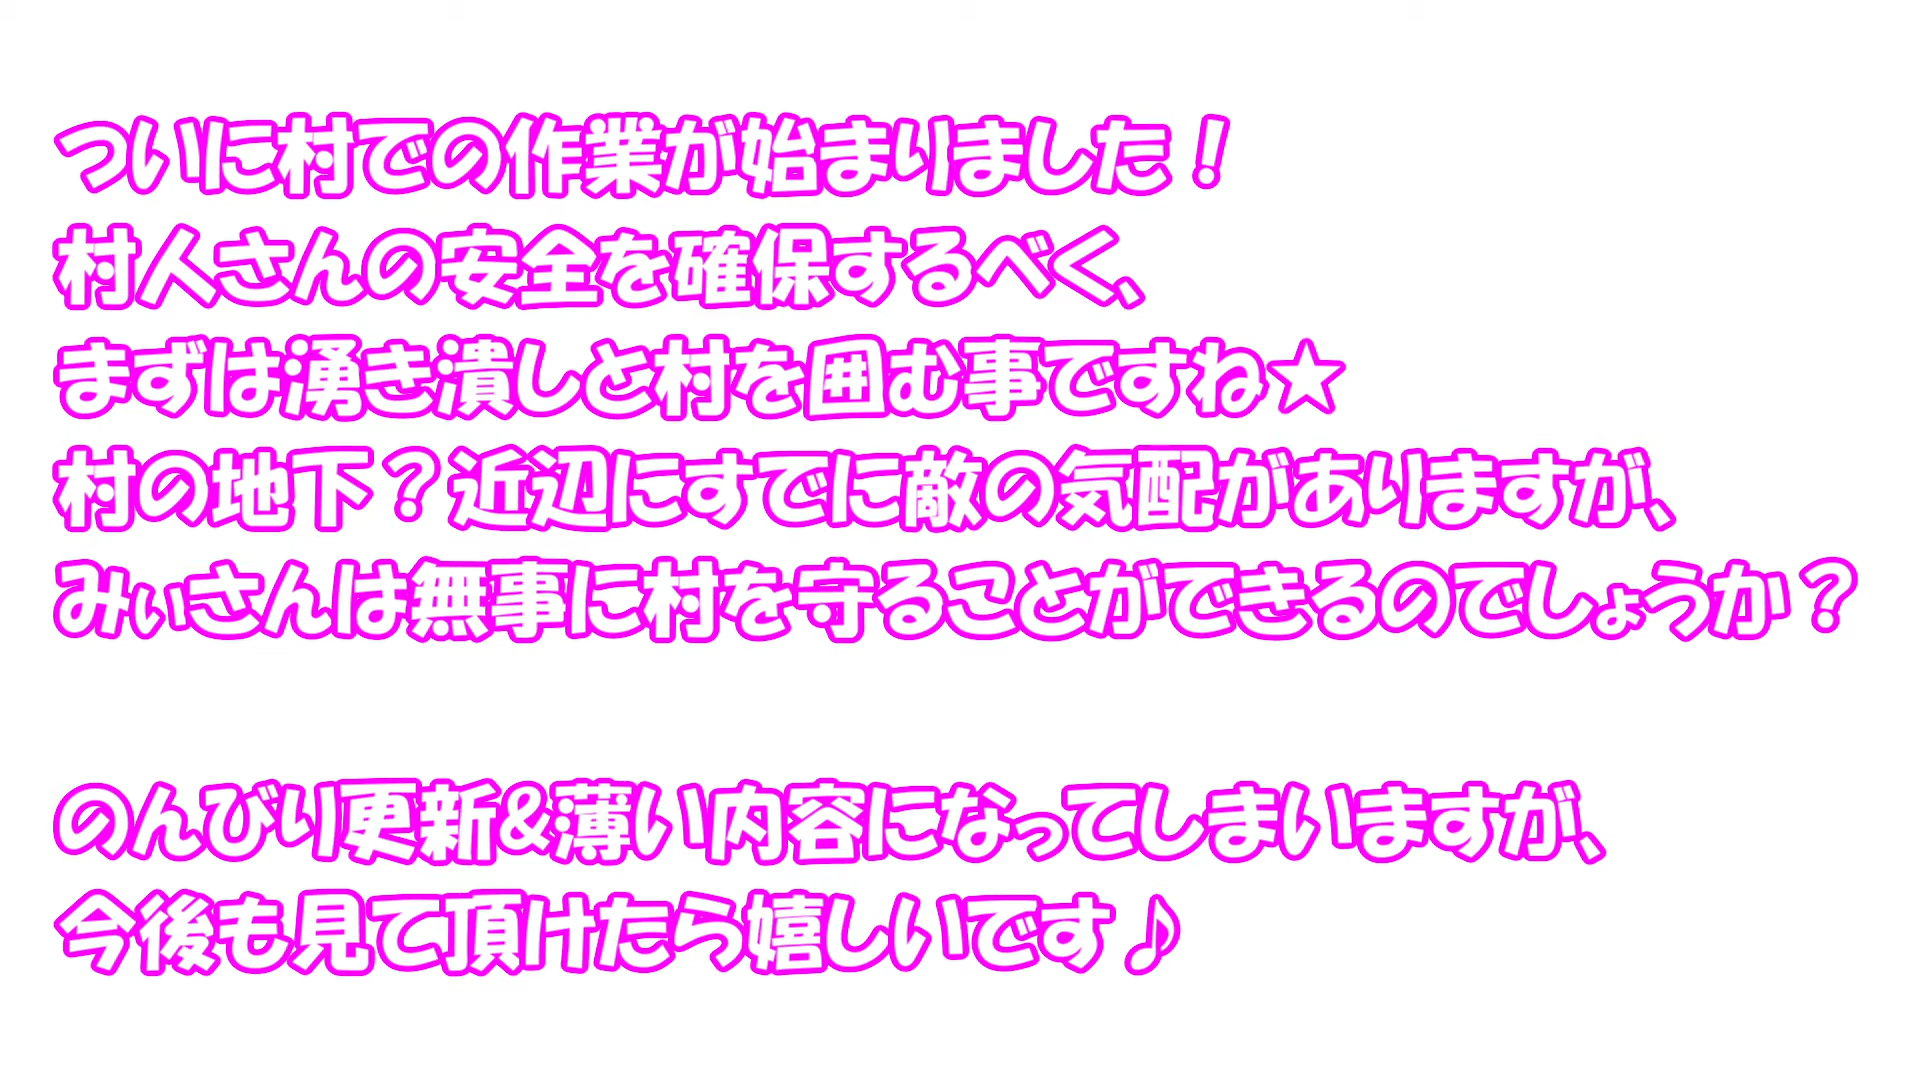 ついに村での作業が始まりました！
村人さんの安全を確保するべく、
まずは湧き潰しと村を囲む事ですね★
村の地下？近辺にすでに敵の気配がありますが、
みぃさんは無事に村を守ることができるのでしょうか？
のんびり更新&薄い内容になってしまいますが、
今後も見て頂けたら嬉しいです♪